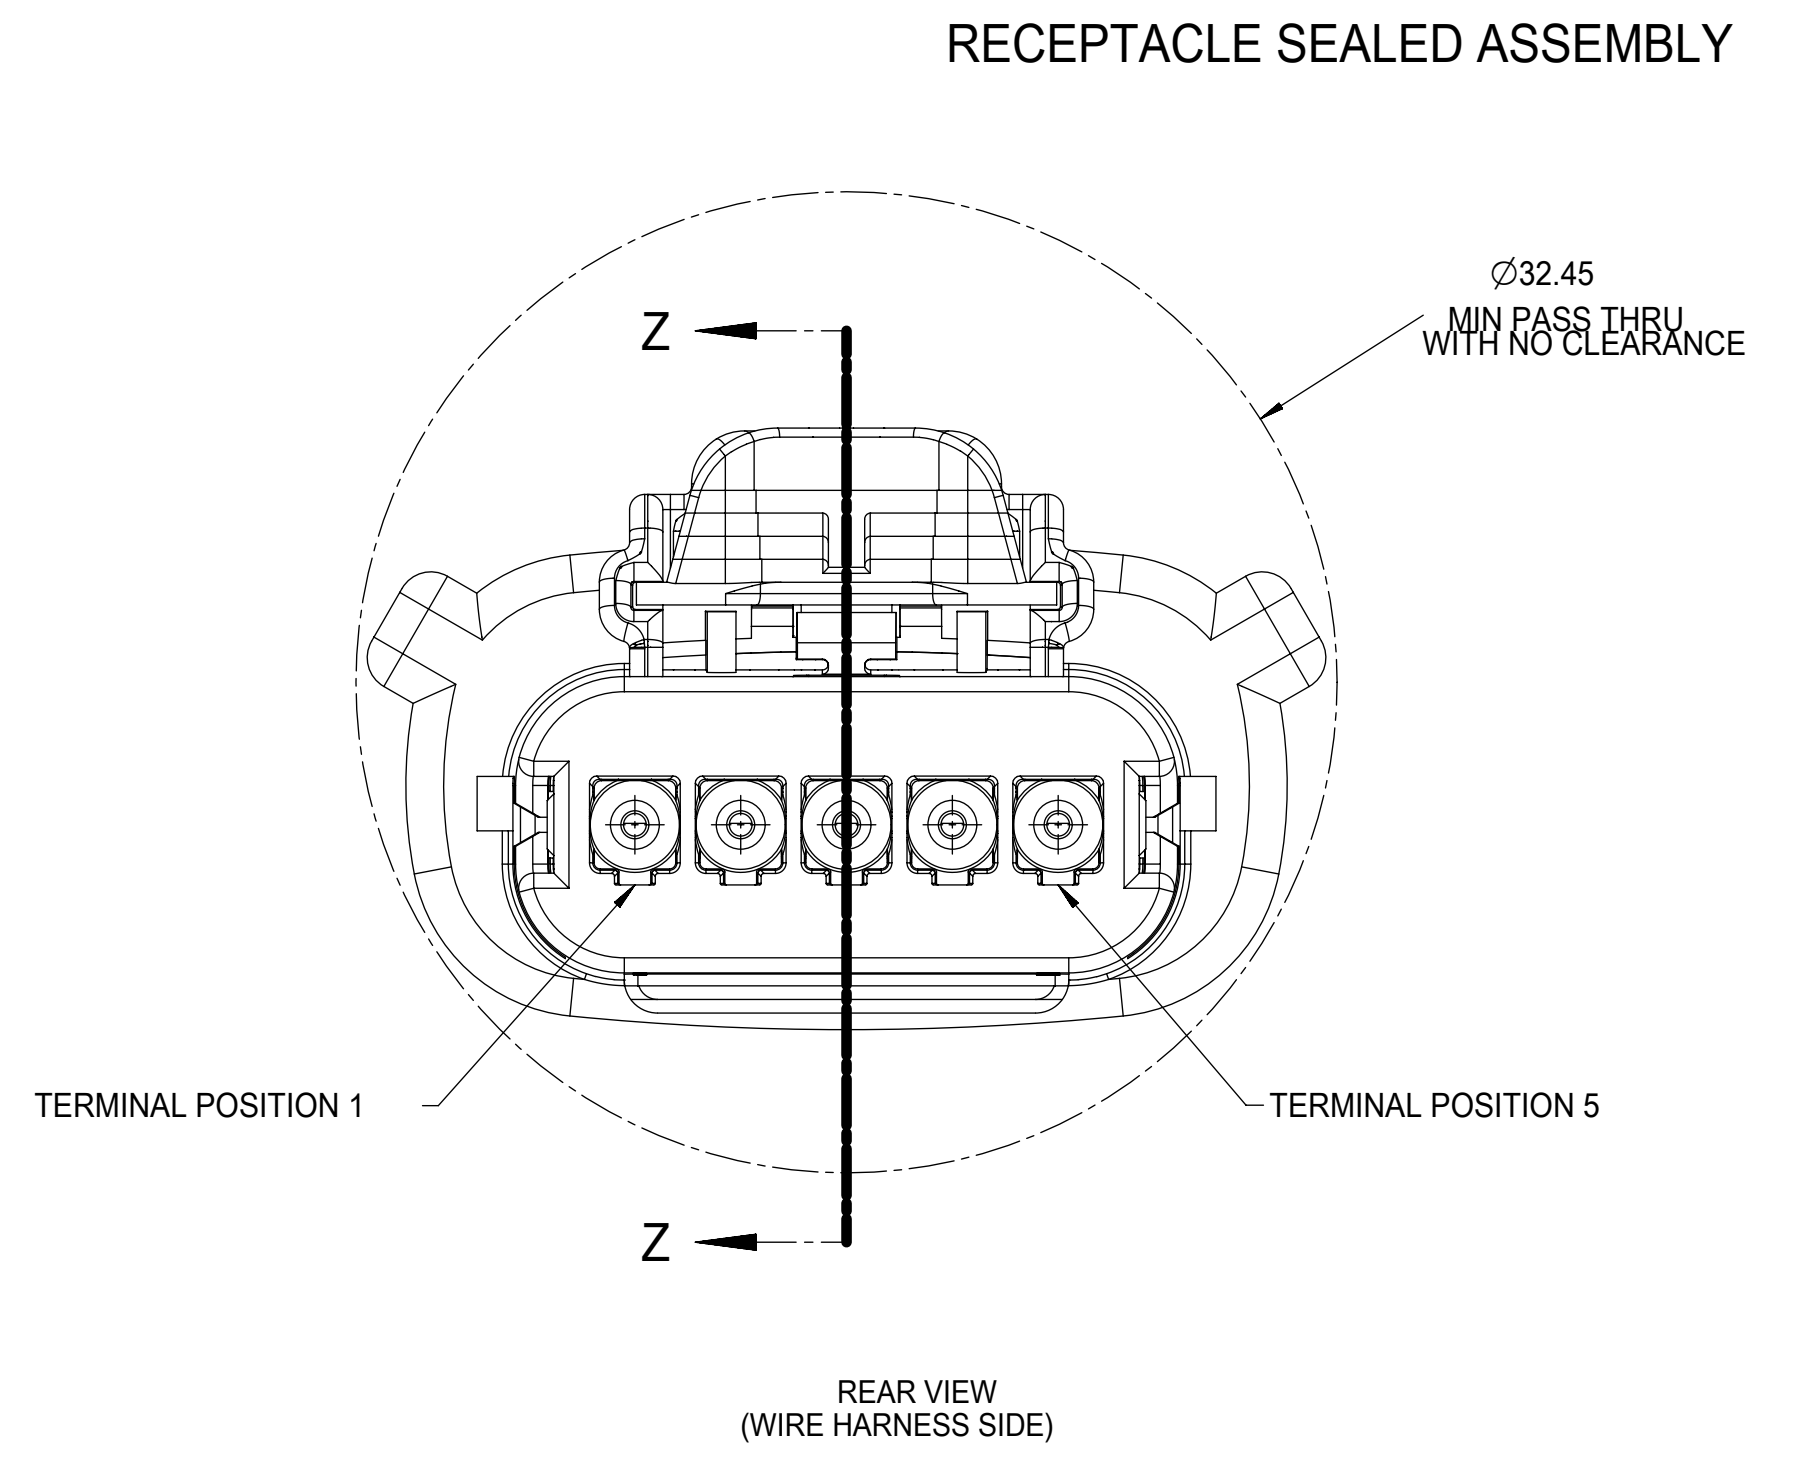 RECEPTACLE SEALED ASSEMBLY
∅32.45
MIN PASS THRU
WITH NO CLEARANCE
Z
TERMINAL POSITION 1
TERMINAL POSITION 5
Z
REAR VIEW
(WIRE HARNESS SIDE)